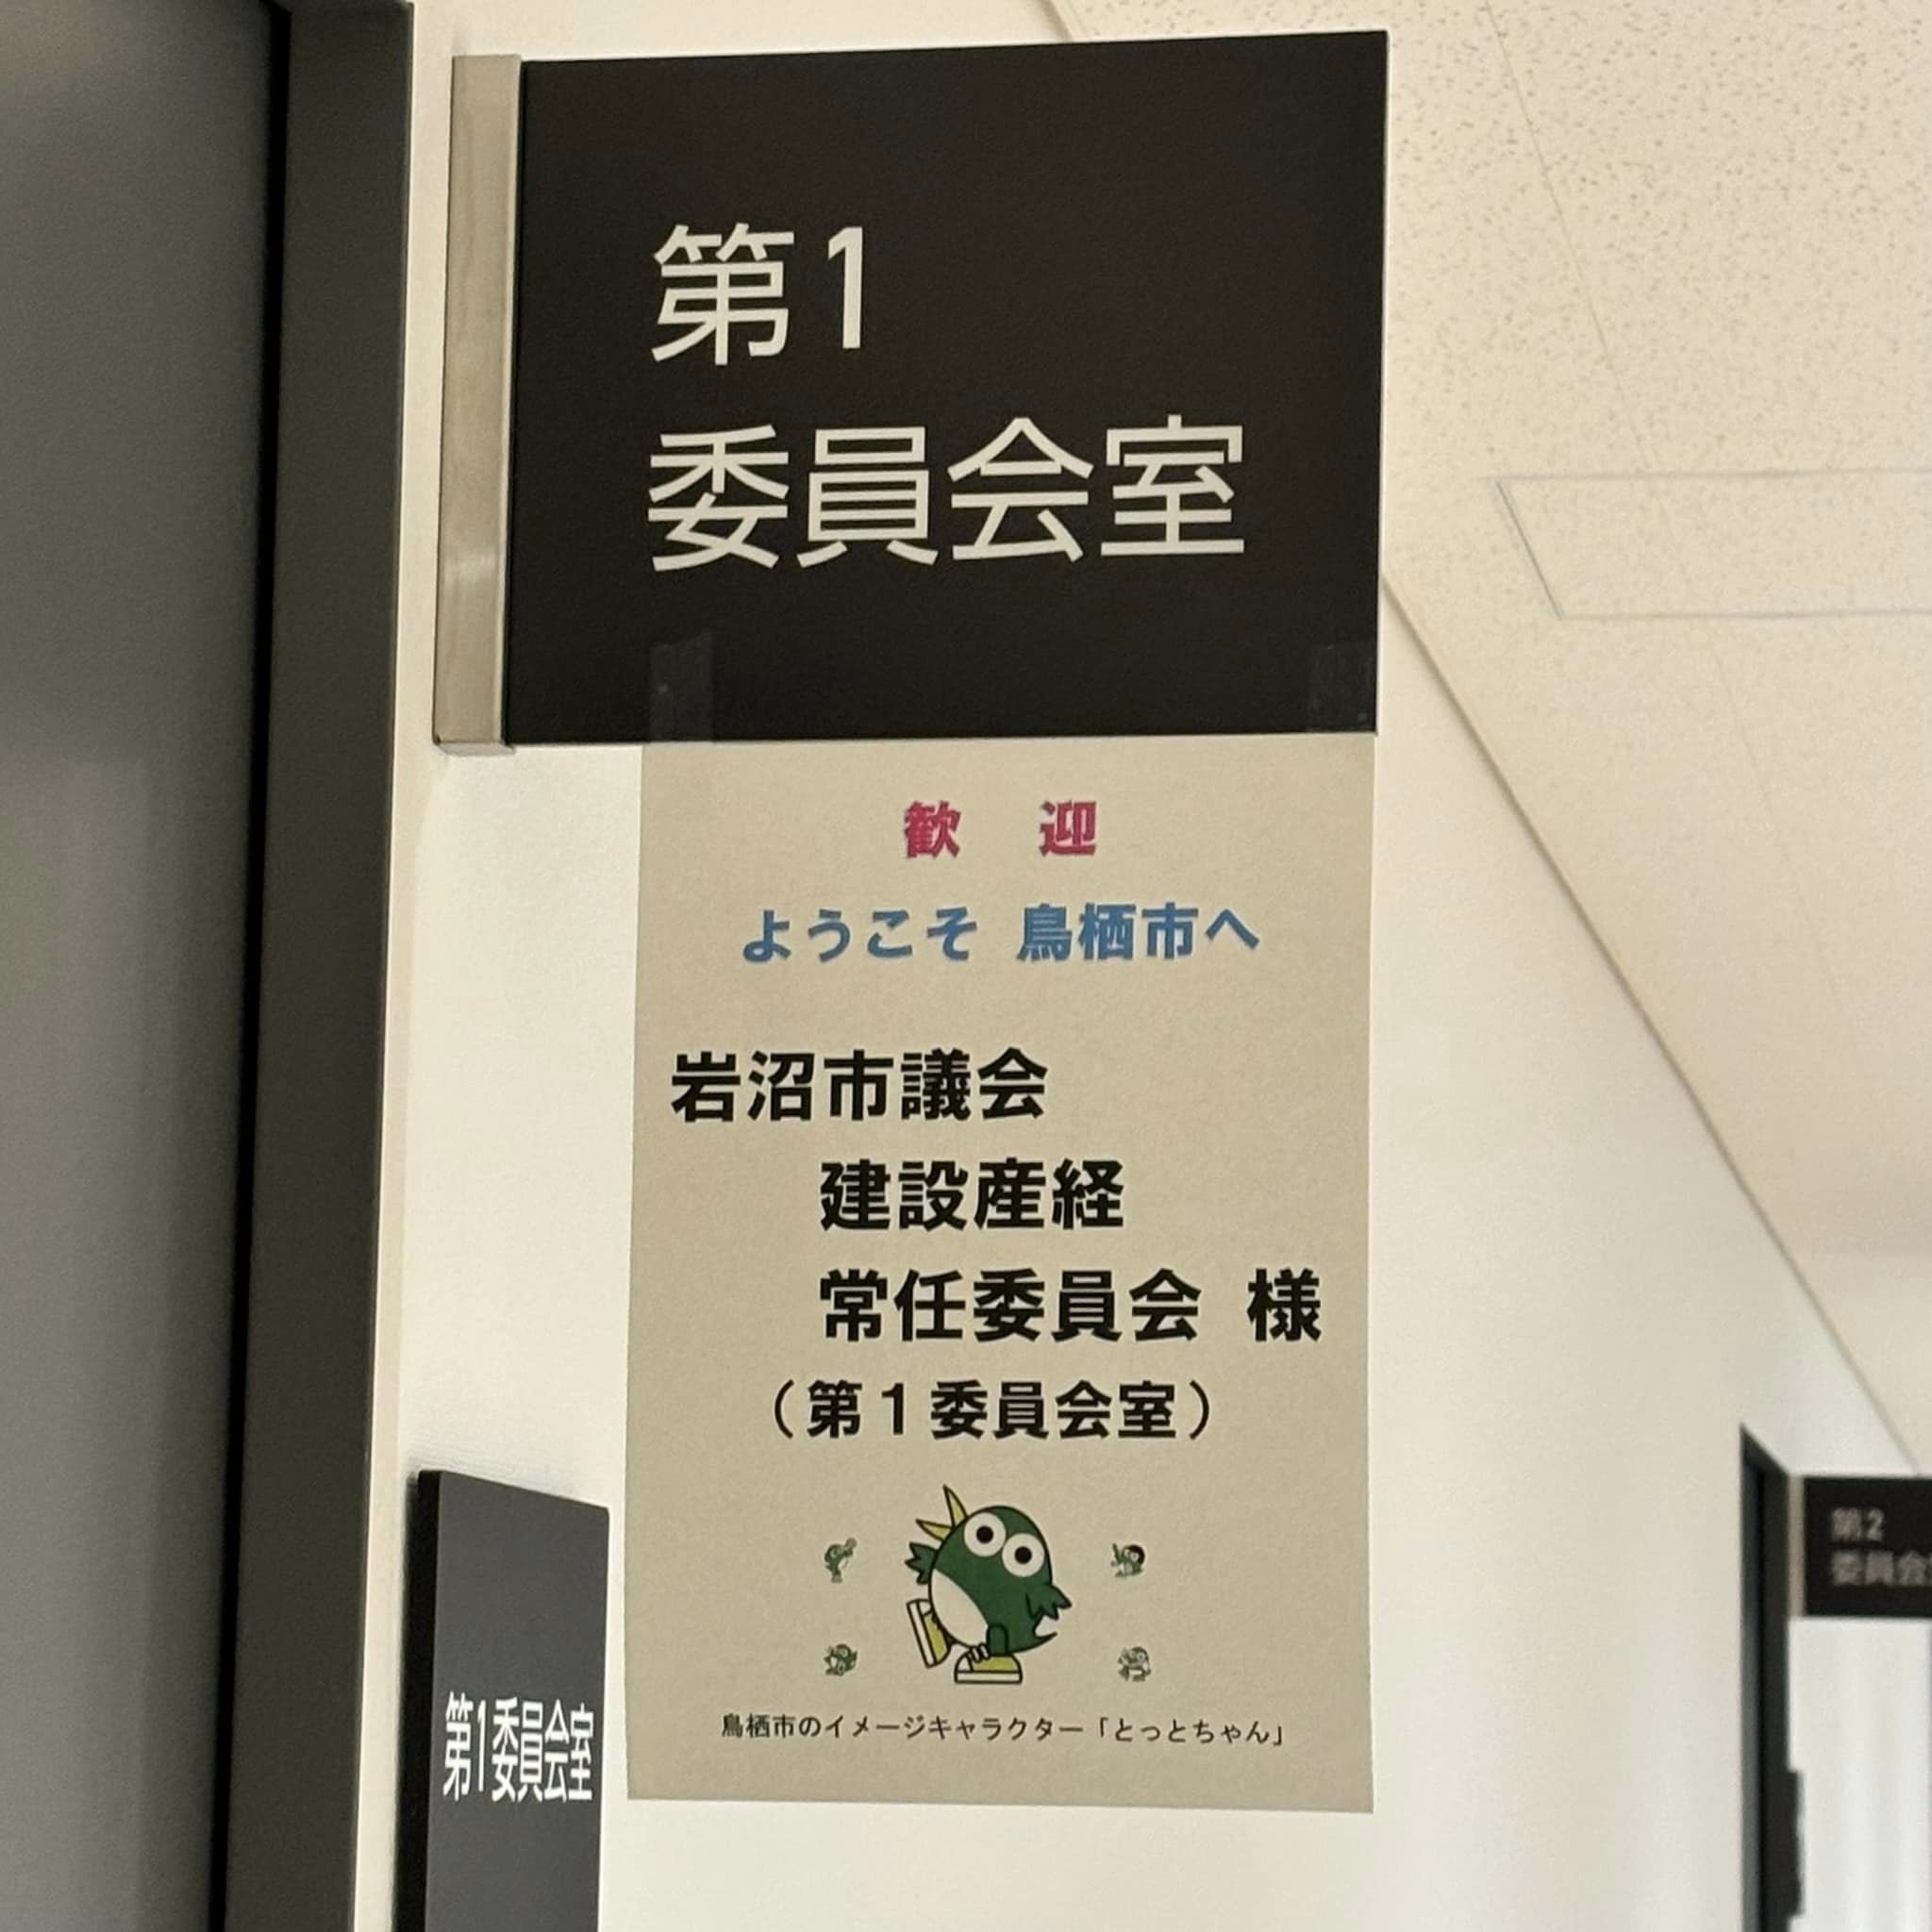 第1
委員会室
歓 迎
ようこそ 鳥栖市へ
岩沼市議会
建設産経
常任委員会 様
（第１委員会室）
鳥栖市のイメージキャラクター「とっとちゃん」
第1委員会室
第2
委員会